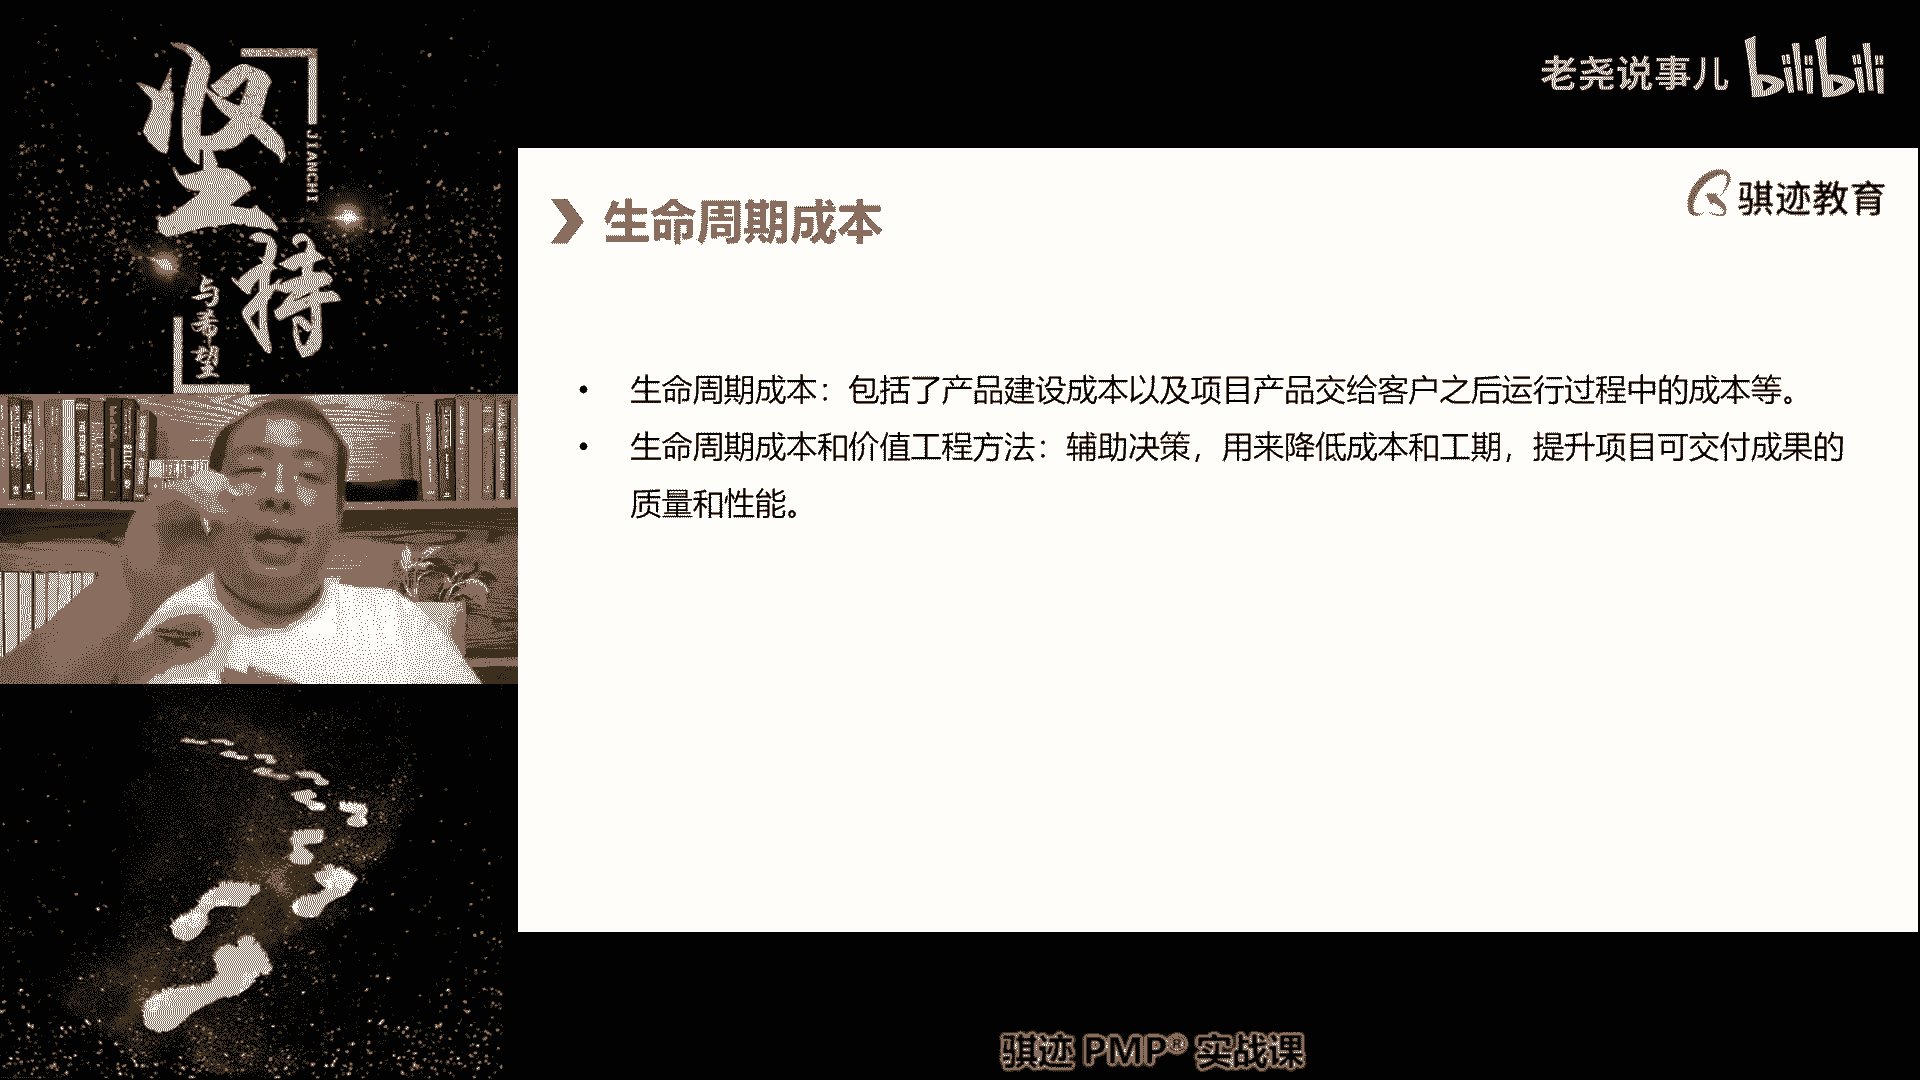 坚持
JIANCHI
与希望
老尧说事儿 bilibili
骐迹教育
生命周期成本
• 生命周期成本：包括了产品建设成本以及项目产品交给客户之后运行过程中的成本等。
• 生命周期成本和价值工程方法：辅助决策，用来降低成本和工期，提升项目可交付成果的
质量和性能。
骐迹 PMP® 实战课